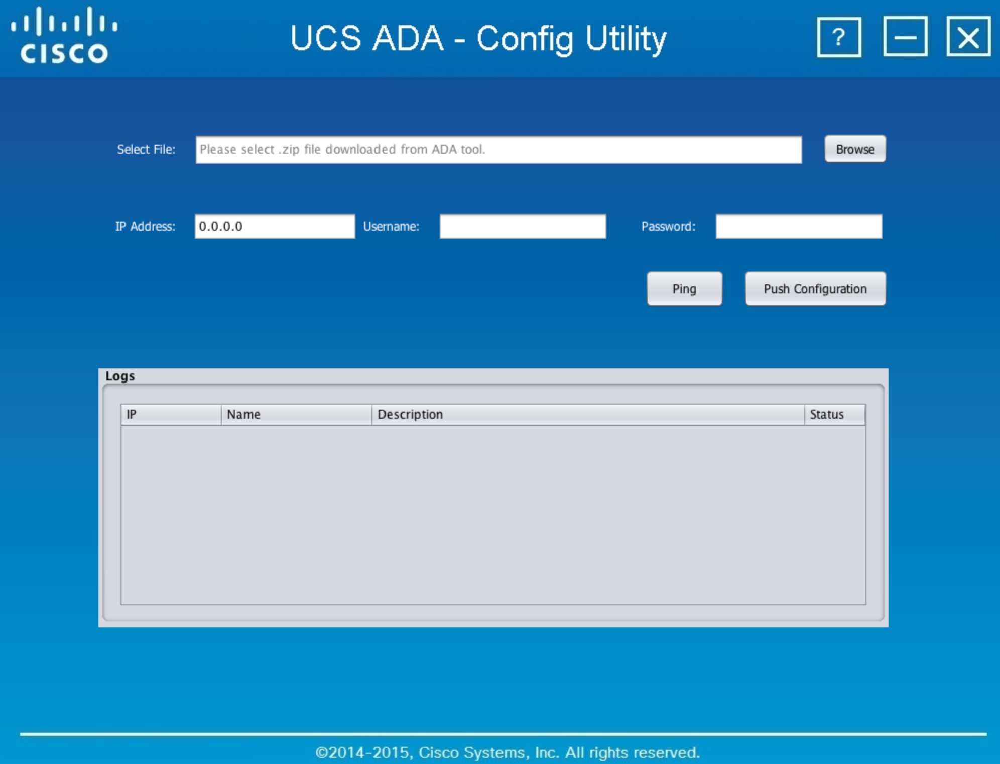 CISCO
UCS ADA - Config Utility
?
Select File: Please select .zip file downloaded from ADA tool. Browse
IP Address: 0.0.0.0 Username: Password:
Ping Push Configuration
Logs
IP Name Description Status
©2014-2015, Cisco Systems, Inc. All rights reserved.